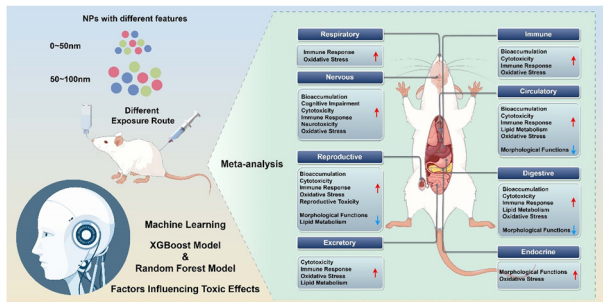 NPs with different features
0~50nm
50~100nm
Different
Exposure Route
Meta-analysis
Machine Learning
XGBoost Model
&
Random Forest Model
Factors Influencing Toxic Effects
Respiratory
Immune Response
Oxidative Stress
Nervous
Bioaccumulation
Cognitive Impairment
Cytotoxicity
Immune Response
Neurotoxicity
Oxidative Stress
Reproductive
Bioaccumulation
Cytotoxicity
Immune Response
Oxidative Stress
Reproductive Toxicity
Morphological Functions
Lipid Metabolism
Excretory
Cytotoxicity
Immune Response
Oxidative Stress
Lipid Metabolism
Immune
Bioaccumulation
Cytotoxicity
Immune Response
Oxidative Stress
Circulatory
Bioaccumulation
Cytotoxicity
Immune Response
Lipid Metabolism
Oxidative Stress
Morphological Functions
Digestive
Bioaccumulation
Cytotoxicity
Immune Response
Lipid Metabolism
Oxidative Stress
Morphological Functions
Endocrine
Morphological Functions
Oxidative Stress